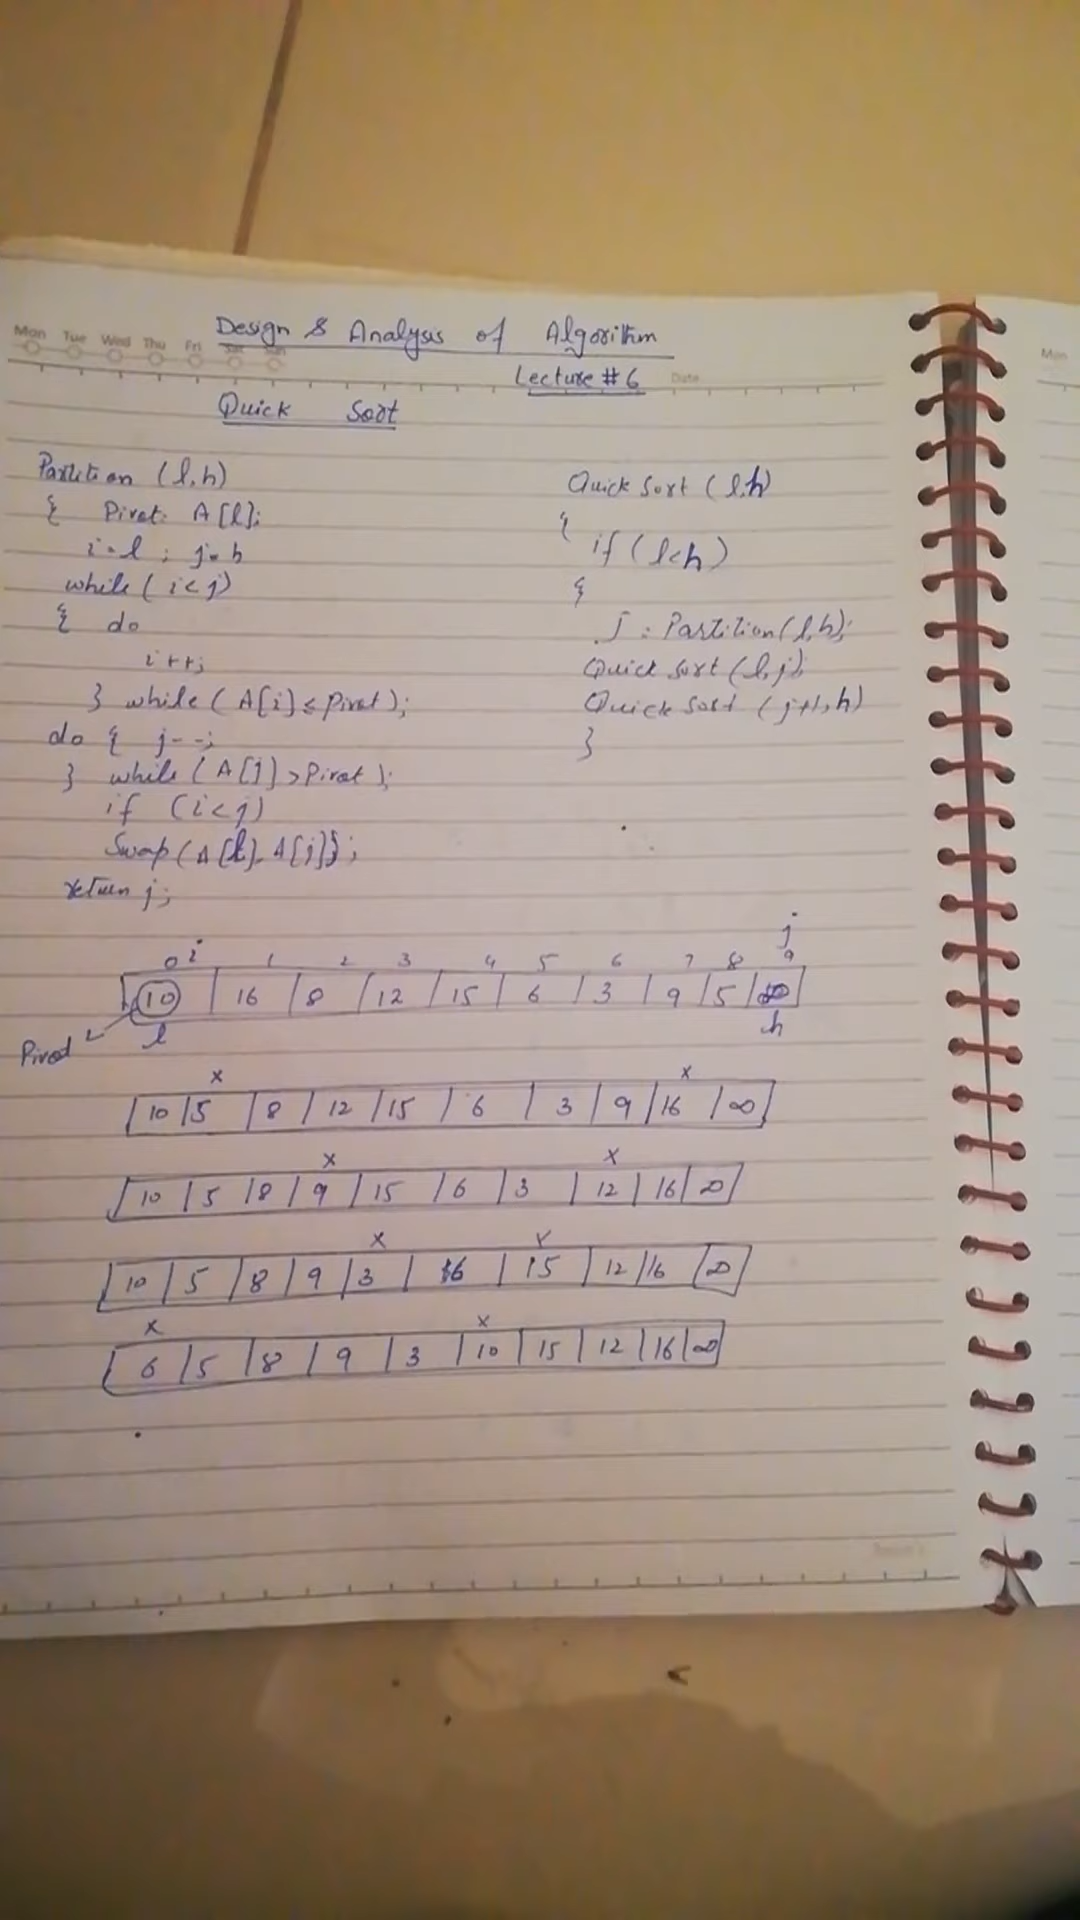 Design & Analysis of Algorithm
Mon Tue Wed Thu Fri Sat Sun
Lecture # 6 Date
Quick Sort
Partition (l,h)
{ Pivot: A[l];
i=l ; j=h
while ( i<j)
{ do
i++;
} while ( A[i] ≤ Pivot);
do { j--;
} while ( A[j] > Pivot );
if (i<j)
Swap (A[i], A[j]);
return j;
Quick Sort ( l,h)
{
if ( l<h )
{
j : Partition( l,h);
Quick Sort ( l,j);
Quick Sort (j+1,h)
}
i j
0 1 2 3 4 5 6 7 8 9
10 16 8 12 15 6 3 9 5 ∞
Pivot l h
x x
10 5 8 12 15 6 3 9 16 ∞
x x
10 5 8 9 15 6 3 12 16 ∞
x x
10 5 8 9 3 6 15 12 16 ∞
x x
6 5 8 9 3 10 15 12 16 ∞
Mon